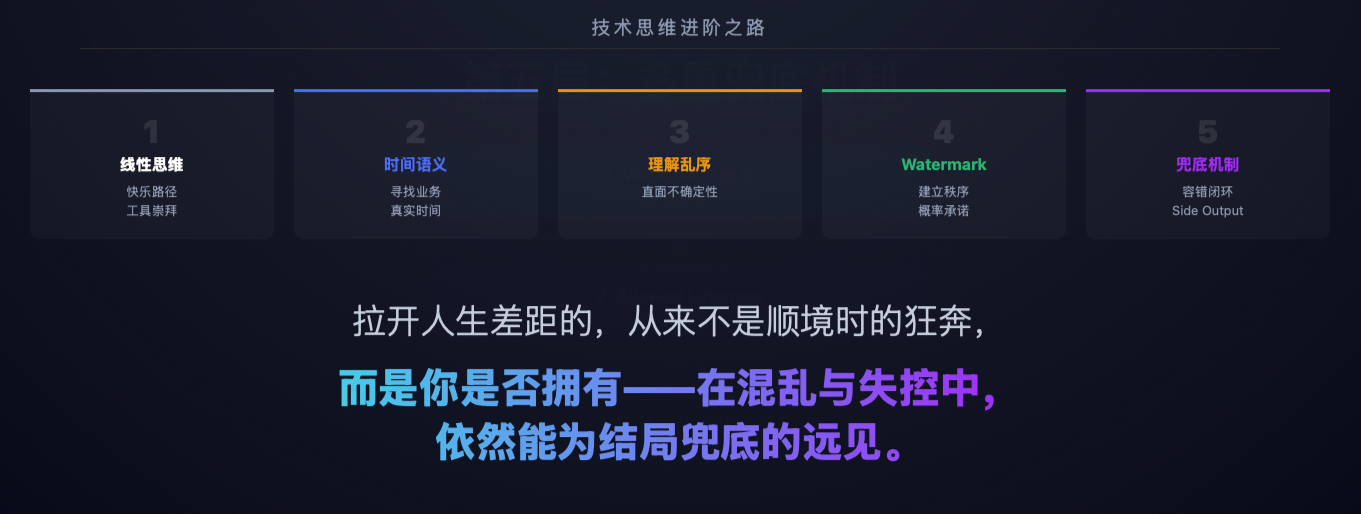 技术思维进阶之路
1
线性思维
快乐路径
工具崇拜
2
时间语义
寻找业务
真实时间
3
理解乱序
直面不确定性
4
Watermark
建立秩序
概率承诺
5
兜底机制
容错闭环
Side Output
拉开人生差距的，从来不是顺境时的狂奔，
而是你是否拥有——在混乱与失控中，
依然能为结局兜底的远见。